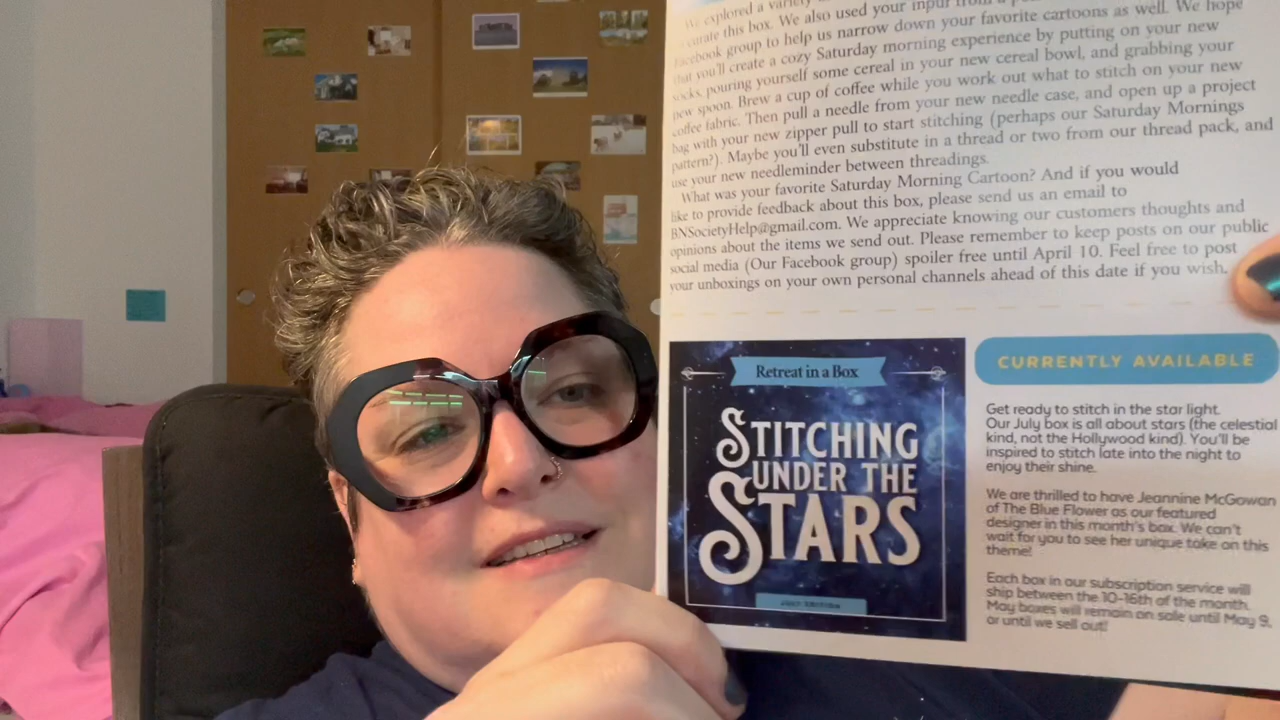 We explored a variety
curate this box. We also used your input from a
Facebook group to help us narrow down your favorite cartoons as well. We hope
that you'll create a cozy Saturday morning experience by putting on your new
socks, pouring yourself some cereal in your new cereal bowl, and grabbing your
new spoon. Brew a cup of coffee while you work out what to stitch on your new
coffee fabric. Then pull a needle from your new needle case, and open up a project
bag with your new zipper pull to start stitching (perhaps our Saturday Mornings
pattern?). Maybe you'll even substitute in a thread or two from our thread pack, and
use your new needleminder between threadings.
What was your favorite Saturday Morning Cartoon? And if you would
like to provide feedback about this box, please send us an email to
BNSocietyHelp@gmail.com. We appreciate knowing our customers thoughts and
opinions about the items we send out. Please remember to keep posts on our public
social media (Our Facebook group) spoiler free until April 10. Feel free to post
your unboxings on your own personal channels ahead of this date if you wish.
Retreat in a Box
STITCHING
UNDER THE
STARS
JULY EDITION
CURRENTLY AVAILABLE
Get ready to stitch in the star light.
Our July box is all about stars (the celestial
kind, not the Hollywood kind). You'll be
inspired to stitch late into the night to
enjoy their shine.
We are thrilled to have Jeannine McGowan
of The Blue Flower as our featured
designer in this month's box. We can't
wait for you to see her unique take on this
theme!
Each box in our subscription service will
ship between the 10-16th of the month.
May boxes will remain on sale until May 9,
or until we sell out!